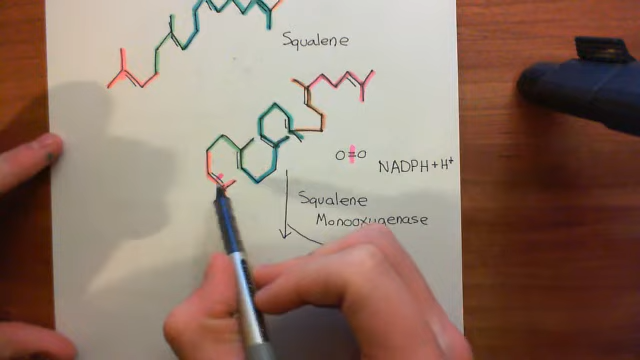 Squalene
O=O
NADPH + H⁺
Squalene
Monooxygenase